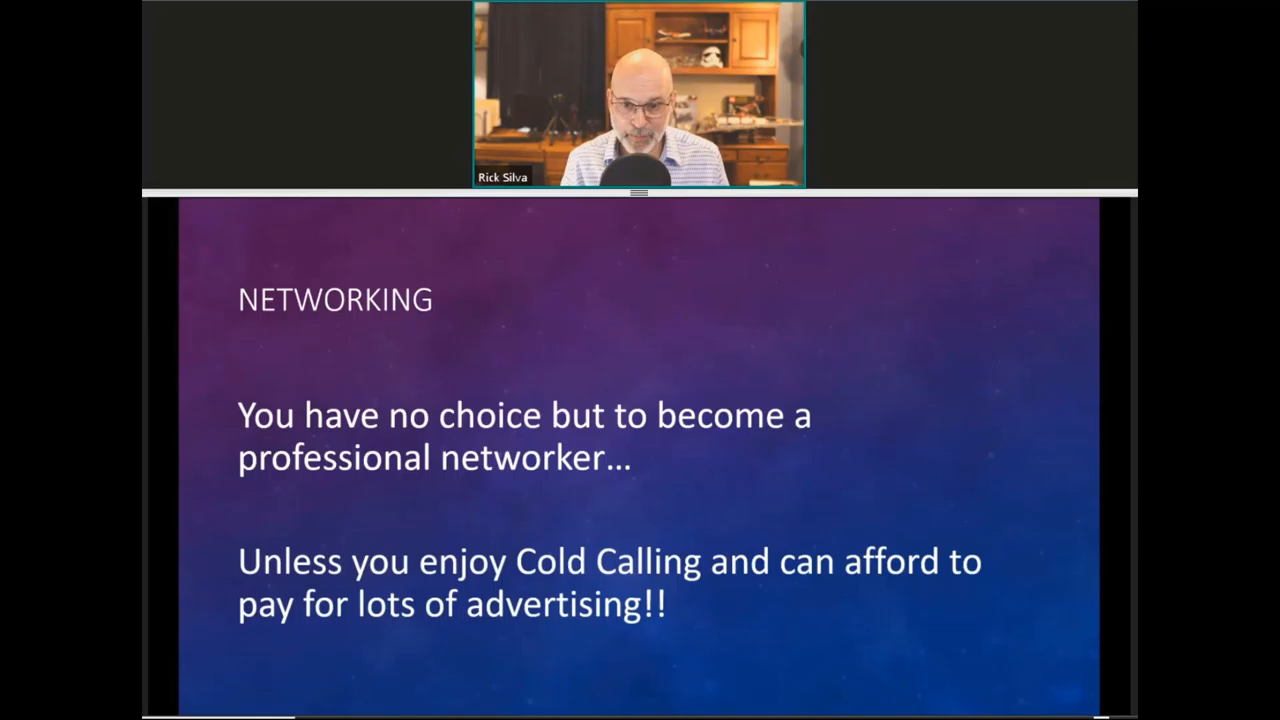 Rick Silva
NETWORKING
You have no choice but to become a
professional networker...
Unless you enjoy Cold Calling and can afford to
pay for lots of advertising!!